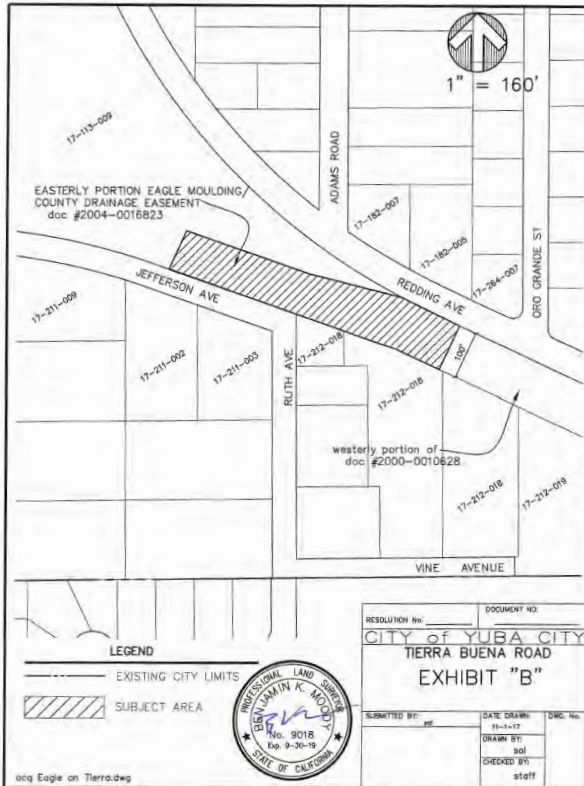 1" = 160'
17-113-009
ADAMS ROAD
EASTERLY PORTION EAGLE MOULDING/
COUNTY DRAINAGE EASEMENT
doc #2004-0016823
17-182-007
17-182-005
17-264-007
ORO GRANDE ST
REDDING AVE
JEFFERSON AVE
17-211-009
17-211-002
17-211-003
RUTH AVE
17-212-018
17-212-018
100'
westerly portion of
doc #2000-0010628
17-212-018
17-212-019
VINE AVENUE
RESOLUTION No.
DOCUMENT NO.
CITY of YUBA CITY
TIERRA BUENA ROAD
EXHIBIT "B"
LEGEND
EXISTING CITY LIMITS
SUBJECT AREA
PROFESSIONAL LAND SURVEYOR
BENJAMIN K. MOODY
No. 9018
Exp. 9-30-19
STATE OF CALIFORNIA
SUBMITTED BY:
DATE DRAWN:
11-1-17
DWG. No.
DRAWN BY:
sal
CHECKED BY:
staff
acq Eagle on Tierra.dwg